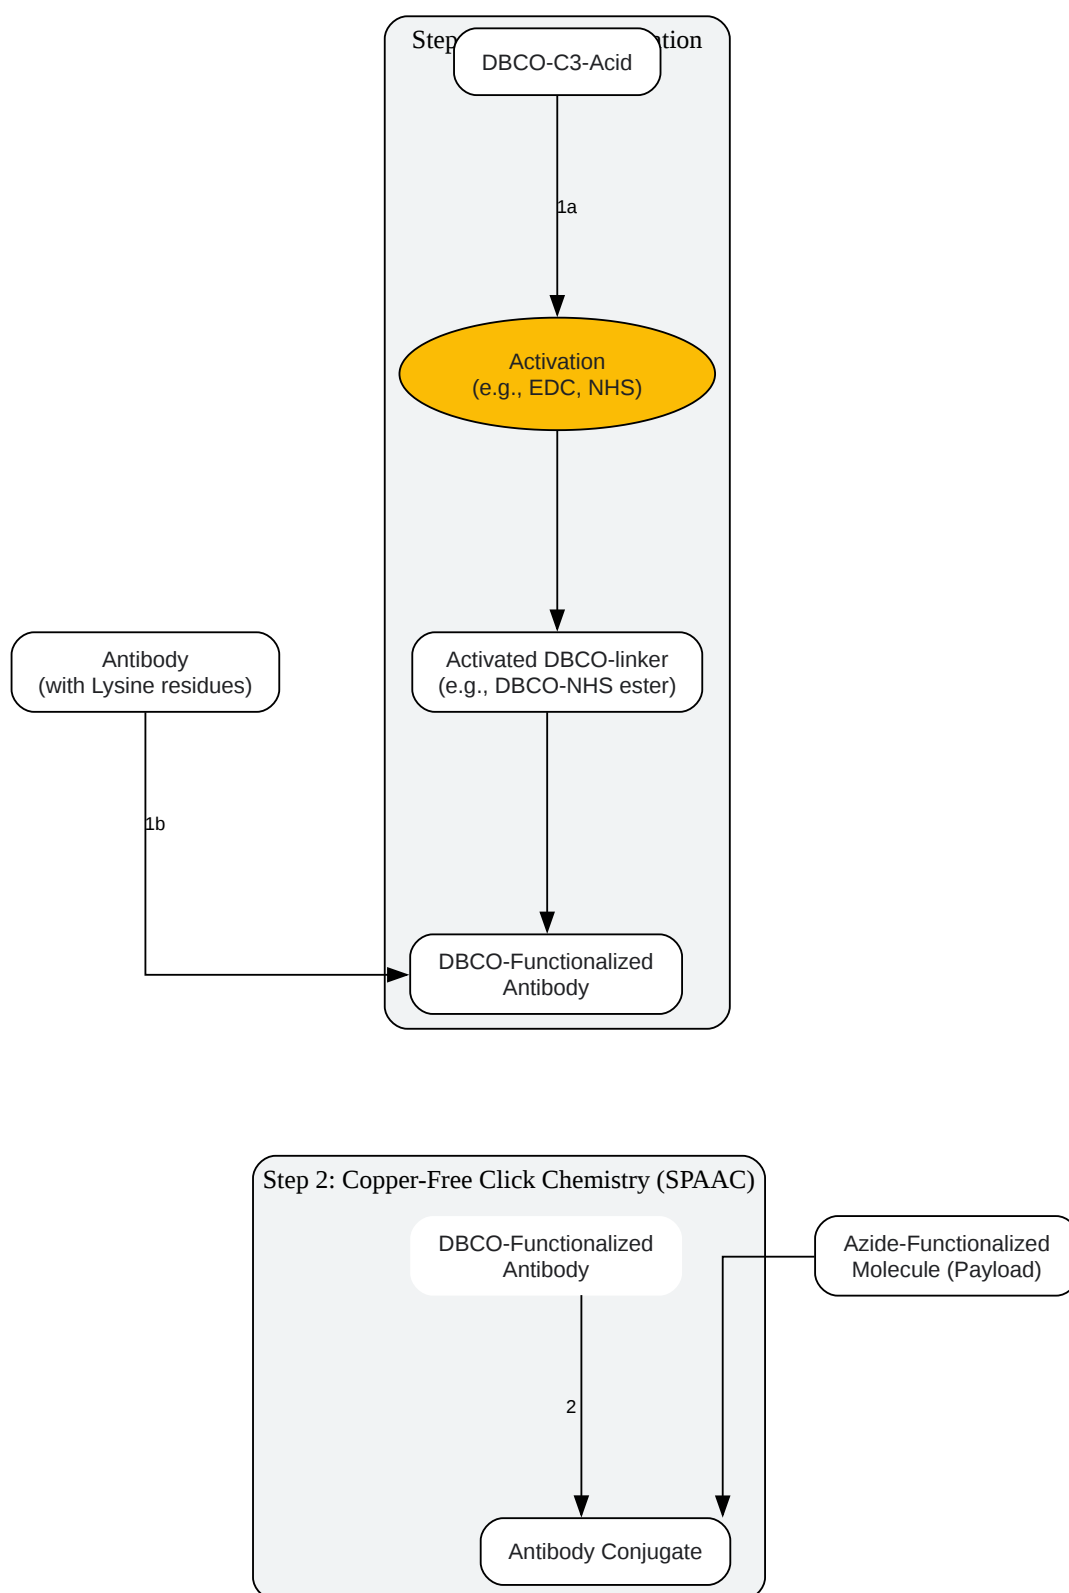 Step
ation
DBCO-C3-Acid
1a
Activation
(e.g., EDC, NHS)
Antibody
(with Lysine residues)
Activated DBCO-linker
(e.g., DBCO-NHS ester)
1b
DBCO-Functionalized
Antibody
Step 2: Copper-Free Click Chemistry (SPAAC)
DBCO-Functionalized
Antibody
Azide-Functionalized
Molecule (Payload)
2
Antibody Conjugate